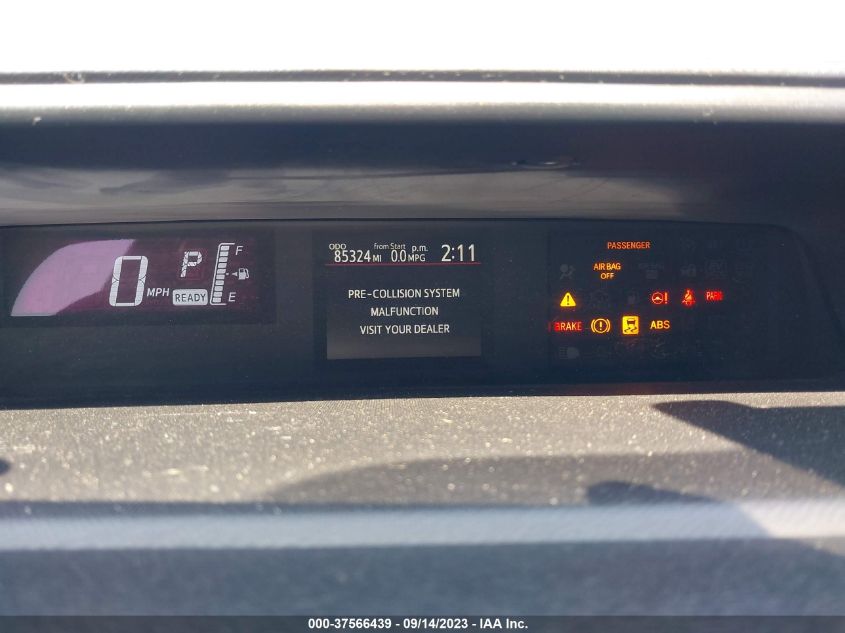 0 MPH
P
READY
F
E
ODO from Start p.m.
85324 MI 0.0 MPG 2:11
PRE-COLLISION SYSTEM
MALFUNCTION
VISIT YOUR DEALER
PASSENGER
AIR BAG
OFF
PARK
BRAKE
ABS
000-37566439 - 09/14/2023 - IAA Inc.